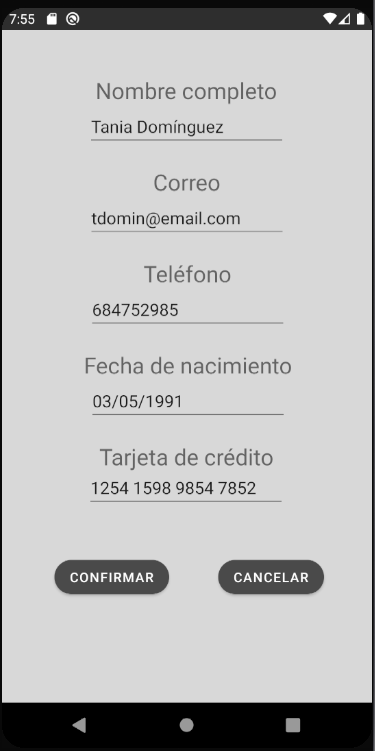 7:55
Nombre completo
Tania Domínguez
Correo
tdomin@email.com
Teléfono
684752985
Fecha de nacimiento
03/05/1991
Tarjeta de crédito
1254 1598 9854 7852
CONFIRMAR CANCELAR